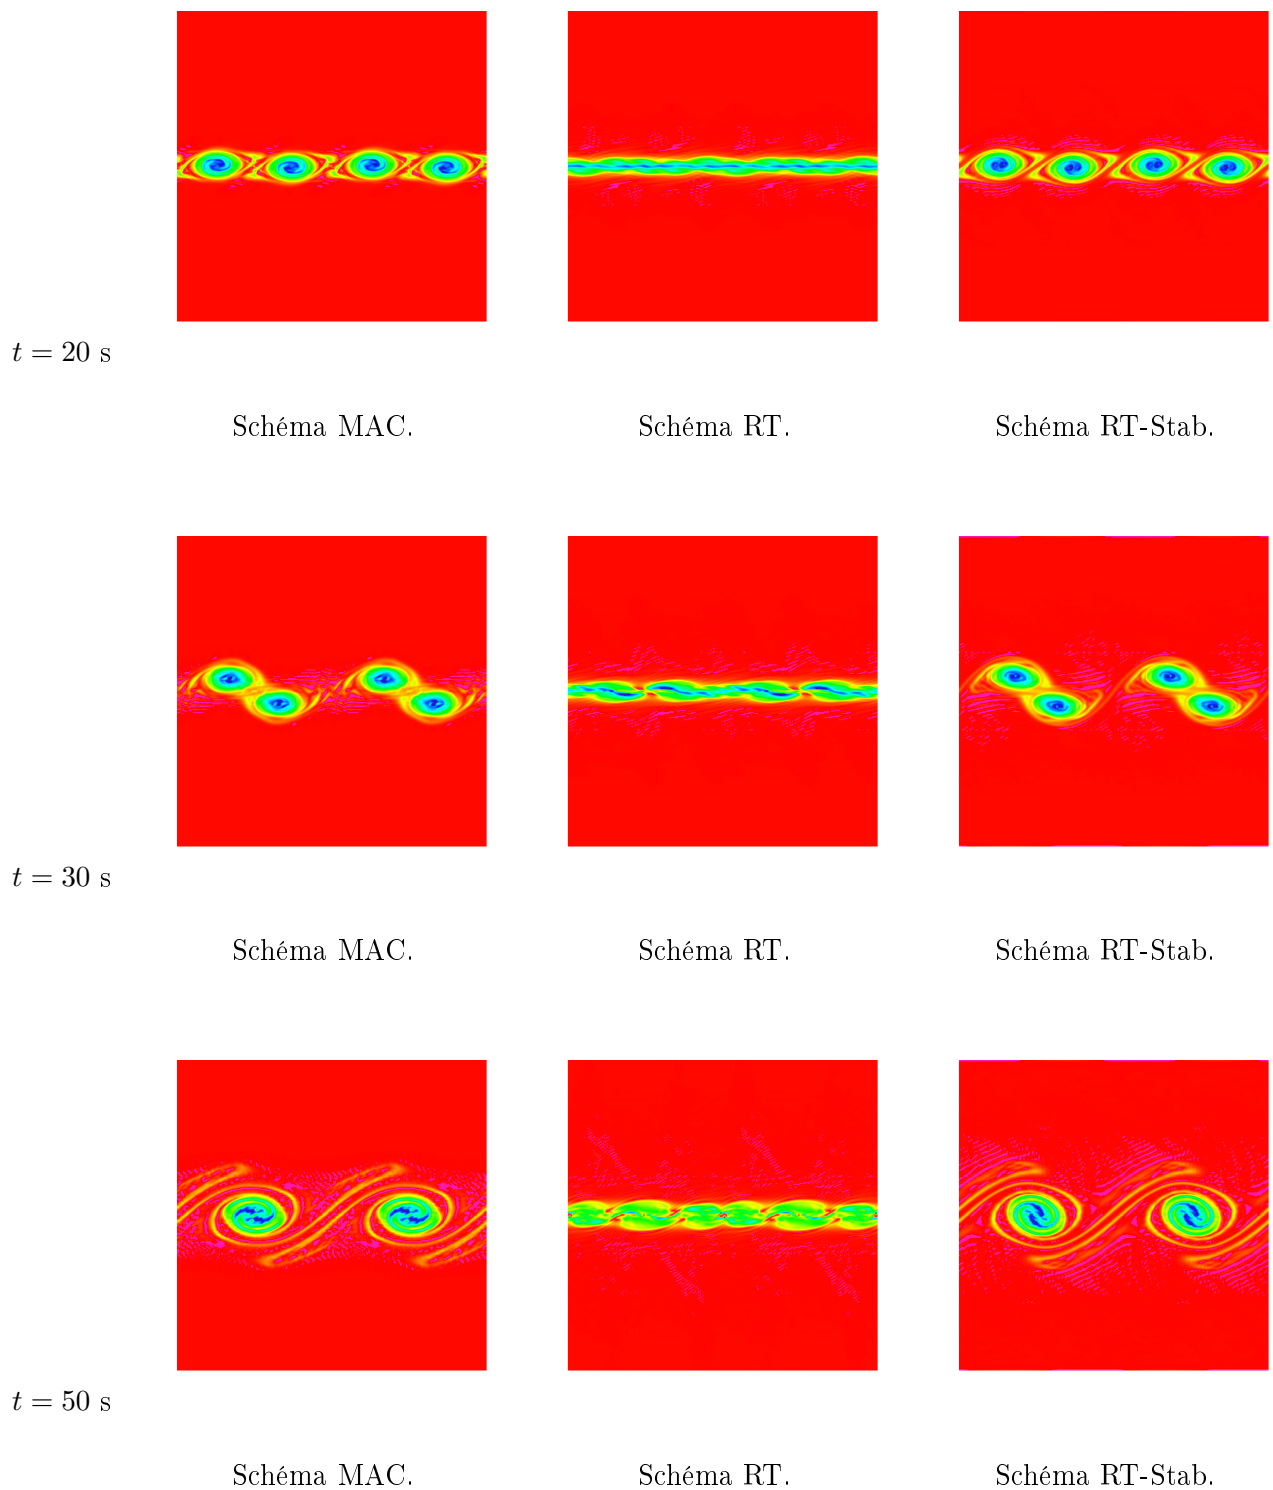 t = 20 s
Schéma MAC.
Schéma RT.
Schéma RT-Stab.
t = 30 s
Schéma MAC.
Schéma RT.
Schéma RT-Stab.
t = 50 s
Schéma MAC.
Schéma RT.
Schéma RT-Stab.